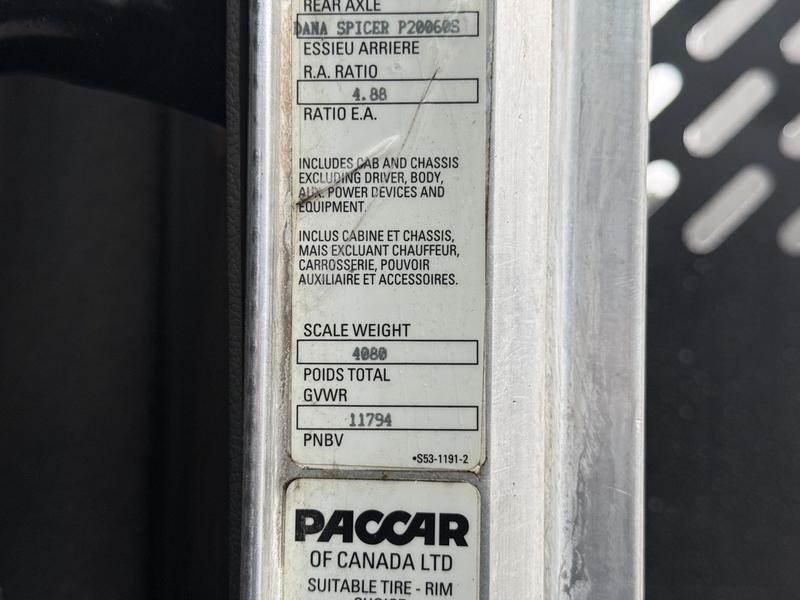 REAR AXLE
DANA SPICER P20060S
ESSIEU ARRIERE
R.A. RATIO
4.88
RATIO E.A.
INCLUDES CAB AND CHASSIS
EXCLUDING DRIVER, BODY,
AUX. POWER DEVICES AND
EQUIPMENT.
INCLUS CABINE ET CHASSIS,
MAIS EXCLUANT CHAUFFEUR,
CARROSSERIE, POUVOIR
AUXILIAIRE ET ACCESSOIRES.
SCALE WEIGHT
4080
POIDS TOTAL
GVWR
11794
PNBV
•S53-1191-2
PACCAR
OF CANADA LTD
SUITABLE TIRE - RIM